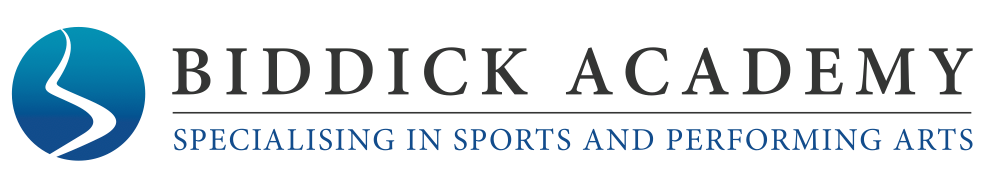 BIDDICK ACADEMY
SPECIALISING IN SPORTS AND PERFORMING ARTS